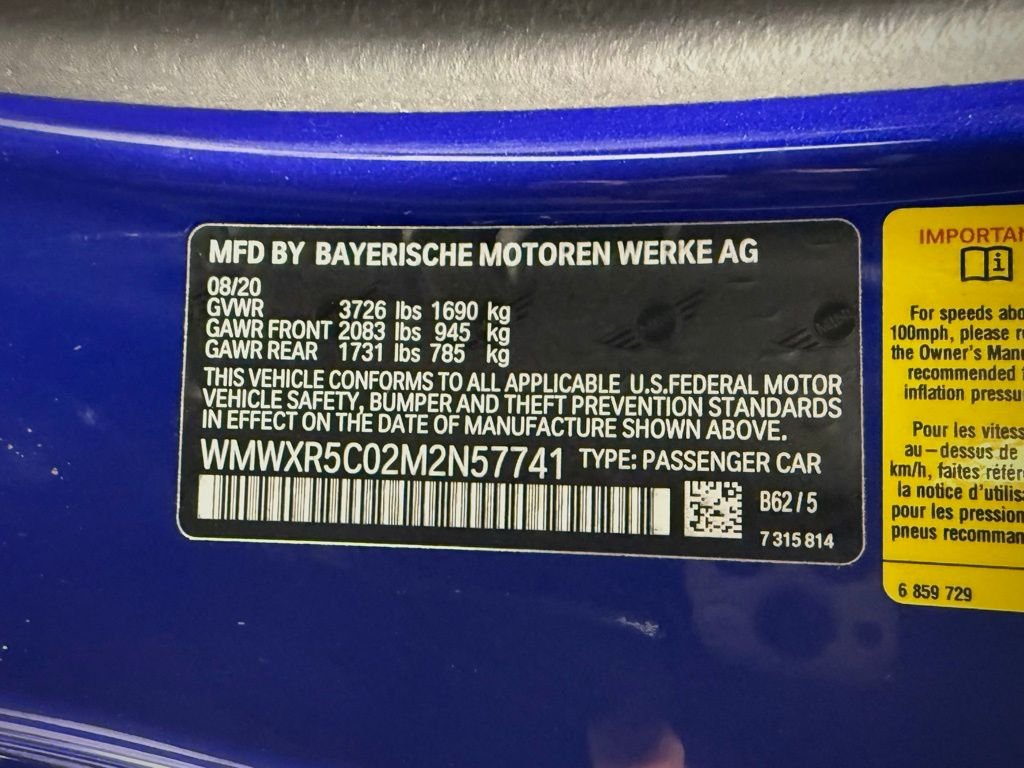 MFD BY BAYERISCHE MOTOREN WERKE AG
08/20
GVWR 3726 lbs 1690 kg
GAWR FRONT 2083 lbs 945 kg
GAWR REAR 1731 lbs 785 kg
THIS VEHICLE CONFORMS TO ALL APPLICABLE U.S.FEDERAL MOTOR
VEHICLE SAFETY, BUMPER AND THEFT PREVENTION STANDARDS
IN EFFECT ON THE DATE OF MANUFACTURE SHOWN ABOVE.
WMWXR5C02M2N57741 TYPE: PASSENGER CAR
B62/5
7 315 814
IMPORTAN
For speeds abo
100mph, please r
the Owner's Manu
recommended
inflation pressu
Pour les vitess
au-dessus de
km/h, faites référ
la notice d'utilisa
pour les pression
pneus recomman
6 859 729